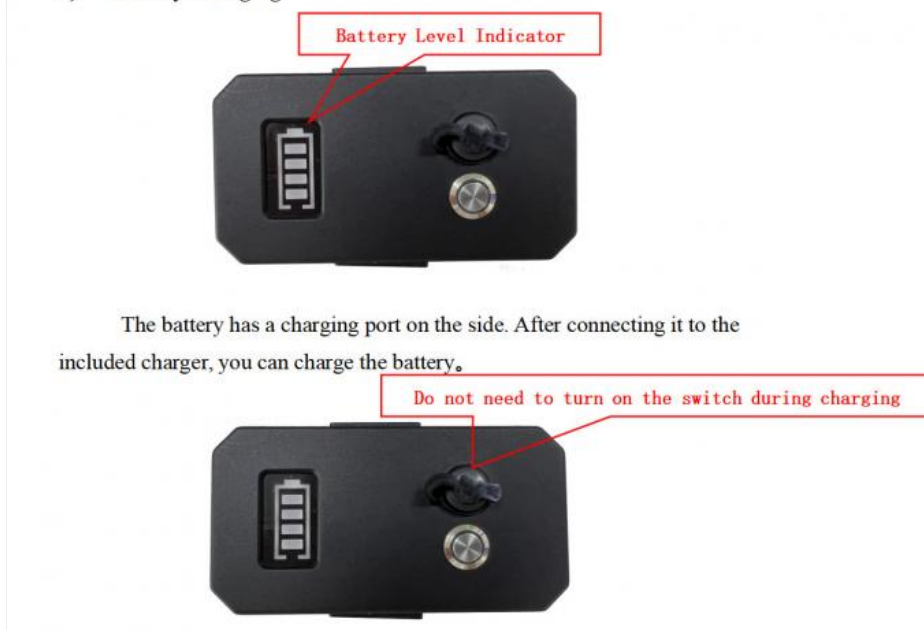 Battery Level Indicator
The battery has a charging port on the side. After connecting it to the
included charger, you can charge the battery。
Do not need to turn on the switch during charging